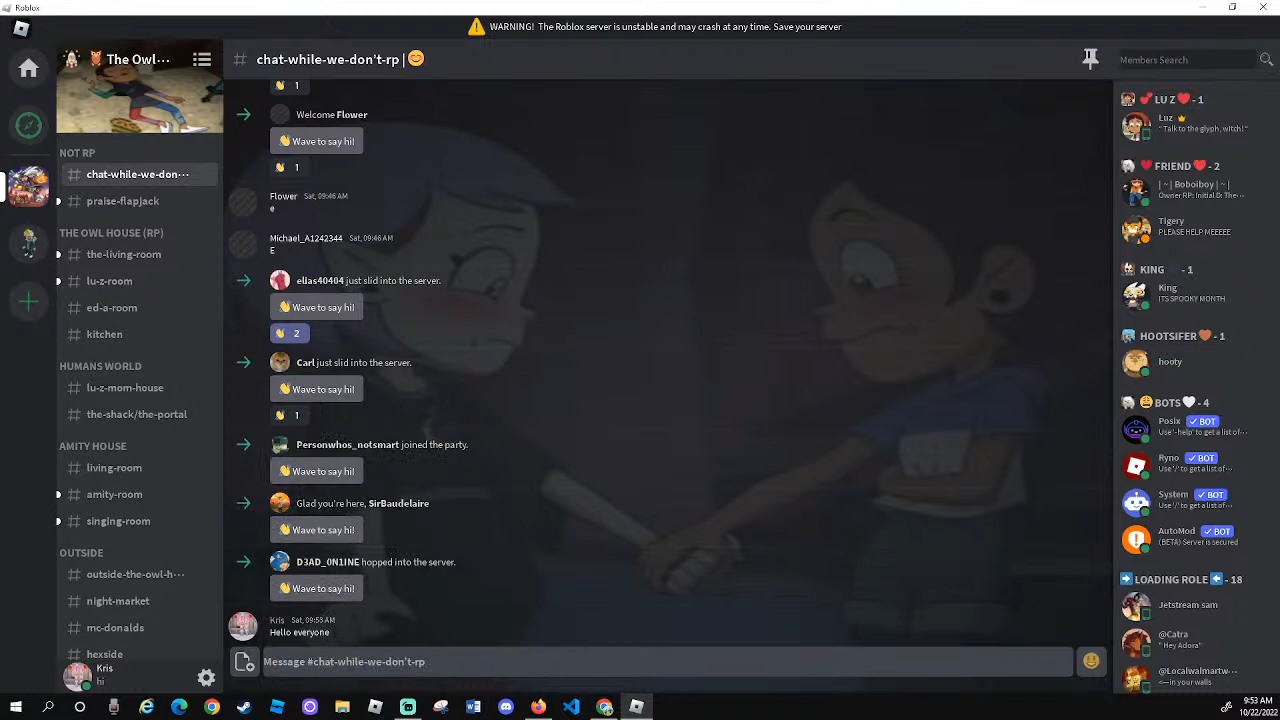 Roblox
WARNING! The Roblox server is unstable and may crash at any time. Save your server
The Owl...
NOT RP
# chat-while-we-don...
# praise-flapjack
THE OWL HOUSE (RP)
# the-living-room
# lu-z-room
# ed-a-room
# kitchen
HUMANS WORLD
# lu-z-mom-house
# the-shack/the-portal
AMITY HOUSE
# living-room
# amity-room
# singing-room
OUTSIDE
# outside-the-owl-h...
# night-market
# mc-donalds
# hexside
Kris
hi
# chat-while-we-don't-rp | 😊
👋 1
Welcome Flower
👋 Wave to say hi!
👋 1
Flower Sat, 09:46 AM
e
Michael_A1242344 Sat, 09:46 AM
E
ellas40404 just slid into the server.
👋 Wave to say hi!
👋 2
Carl just slid into the server.
👋 Wave to say hi!
👋 1
Personwhos_notsmart joined the party.
👋 Wave to say hi!
Glad you're here, SirBaudelaire
👋 Wave to say hi!
D3AD_0N1INE hopped into the server.
👋 Wave to say hi!
Kris Sat, 09:53 AM
Hello everyone
Message #chat-while-we-don't-rp
Members Search
💕 LU Z ❤️ - 1
Luz 👑
"Talk to the glyph, witch!"
❤️ FRIEND ❤️ - 2
| ~ | Boboiboy | ~ |
Owner RP: Initial D: The...
Tigery
PLEASE HELP MEEEE
KING - 1
King
ITSSPOOKY MONTH
HOOTSIFER 🤎 - 1
hooty
BOTS 🤍 - 4
Posix ✓ BOT
Use'-help' to get a list of...
Ryno ✓ BOT
Use '/' to get a list of...
System ✓ BOT
Use '/' to get a list of...
AutoMod ✓ BOT
(BETA) Server is secured
➡️ LOADING ROLE ⬅️ - 18
Jetstream sam
@Catra
"Hey Adora"
@Localwalmartw...
<—in your walls
9:53 AM
10/22/2022